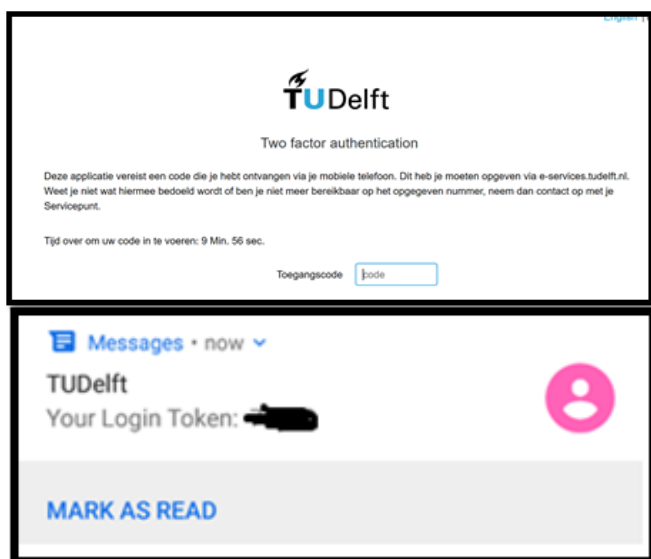 English |
TUDelft
Two factor authentication
Deze applicatie vereist een code die je hebt ontvangen via je mobiele telefoon. Dit heb je moeten opgeven via e-services.tudelft.nl.
Weet je niet wat hiermee bedoeld wordt of ben je niet meer bereikbaar op het opgegeven nummer, neem dan contact op met je
Servicepunt.
Tijd over om uw code in te voeren: 9 Min. 56 sec.
Toegangscode code
Messages • now
TUDelft
Your Login Token:
MARK AS READ